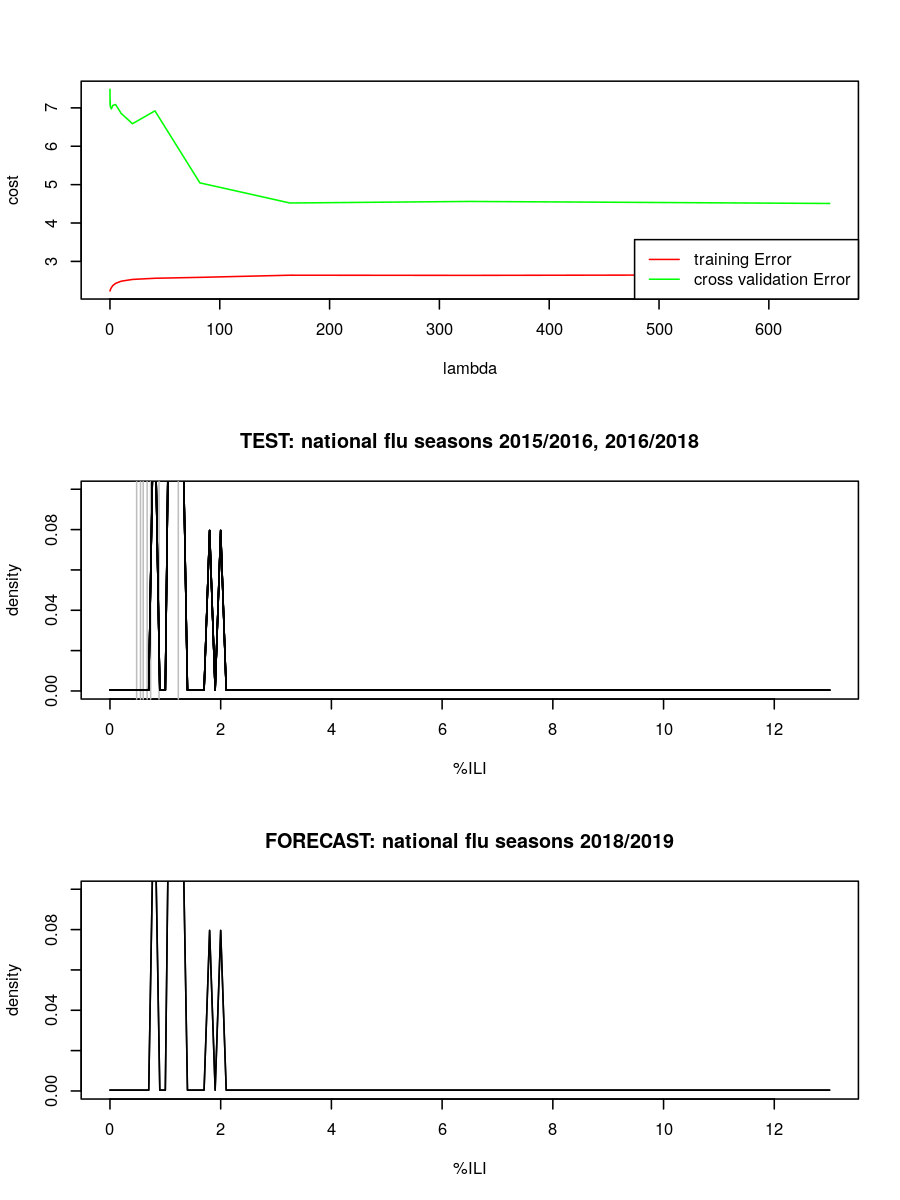 cost
7
6
5
4
3
training Error
cross validation Error
0 100 200 300 400 500 600
lambda
TEST: national flu seasons 2015/2016, 2016/2018
density
0.08
0.04
0.00
0 2 4 6 8 10 12
%ILI
FORECAST: national flu seasons 2018/2019
density
0.08
0.04
0.00
0 2 4 6 8 10 12
%ILI